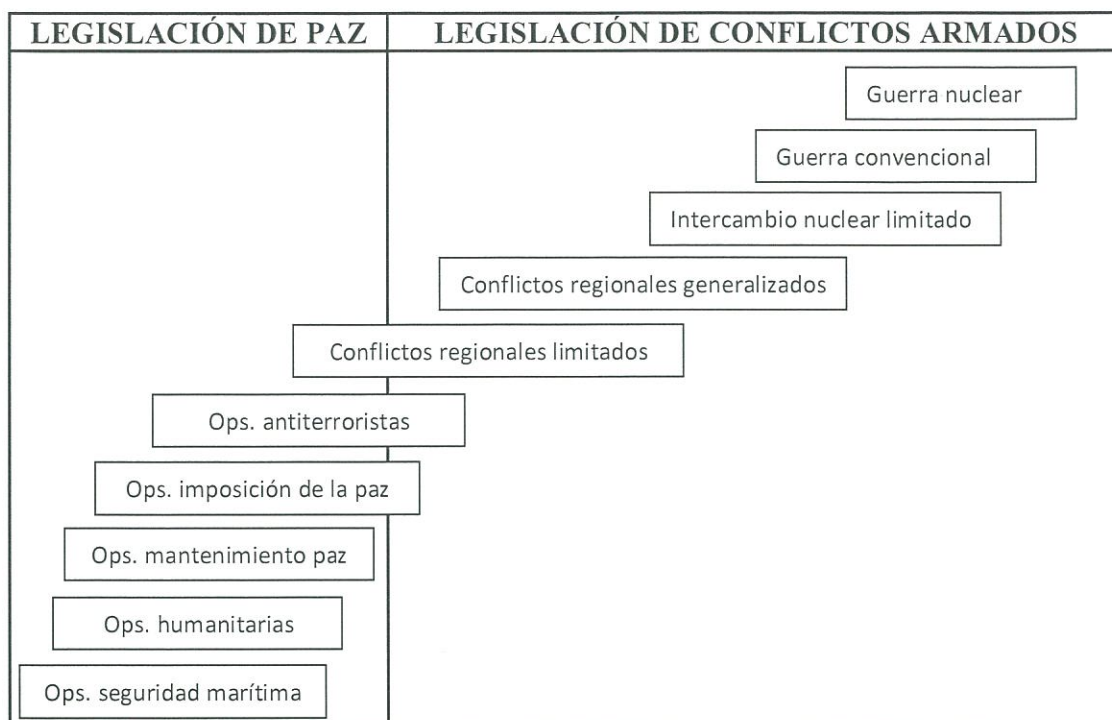 LEGISLACIÓN DE PAZ
LEGISLACIÓN DE CONFLICTOS ARMADOS
Guerra nuclear
Guerra convencional
Intercambio nuclear limitado
Conflictos regionales generalizados
Conflictos regionales limitados
Ops. antiterroristas
Ops. imposición de la paz
Ops. mantenimiento paz
Ops. humanitarias
Ops. seguridad marítima